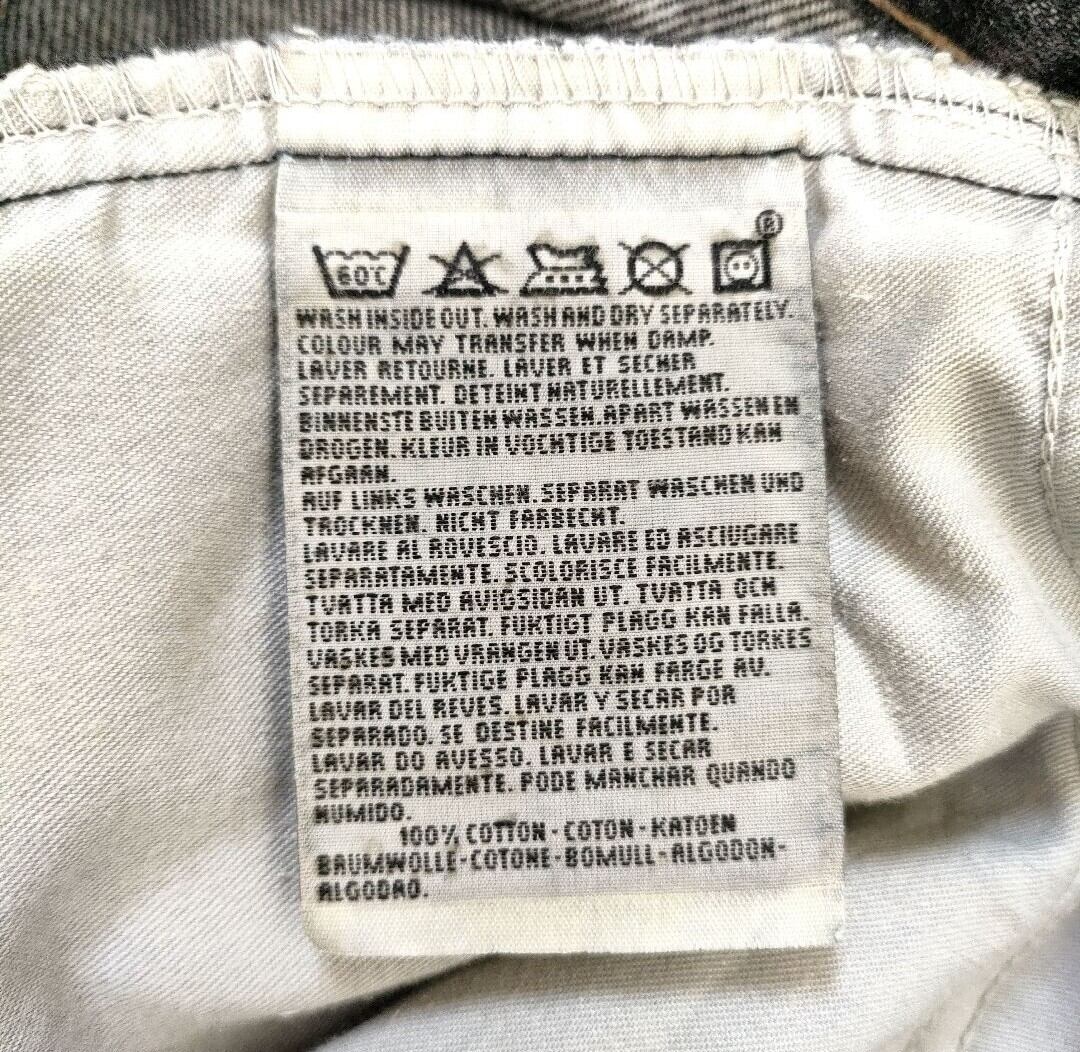 60°C
®
WASH INSIDE OUT. WASH AND DRY SEPARATELY.
COLOUR MAY TRANSFER WHEN DAMP.
LAVER RETOURNE. LAVER ET SECHER
SEPAREMENT. DETEINT NATURELLEMENT.
BINNENSTE BUITEN WASSEN.APART WASSEN EN
DROGEN. KLEUR IN VOCHTIGE TOESTAND KAN
AFGAAN.
AUF LINKS WASCHEN. SEPARAT WASCHEN UND
TROCKNEN. NICHT FARBECHT.
LAVARE AL ROVESCIO. LAVARE ED ASCIUGARE
SEPARATAMENTE. SCOLORISCE FACILMENTE.
TVATTA MED AVIGSIDAN UT. TVATTA OCH
TORKA SEPARAT. FUKTIGT PLAGG KAN FALLA.
VASKES MED VRANGEN UT. VASKES OG TORKES
SEPARAT. FUKTIGE PLAGG KAN FARGE AV.
LAVAR DEL REVES. LAVAR Y SECAR POR
SEPARADO. SE DESTINE FACILMENTE.
LAVAR DO AVESSO. LAVAR E SECAR
SEPARADAMENTE. PODE MANCHAR QUANDO
HUMIDO.
100% COTTON - COTON - KATOEN
BAUMWOLLE - COTONE - BOMULL - ALGODON -
ALGODAO.